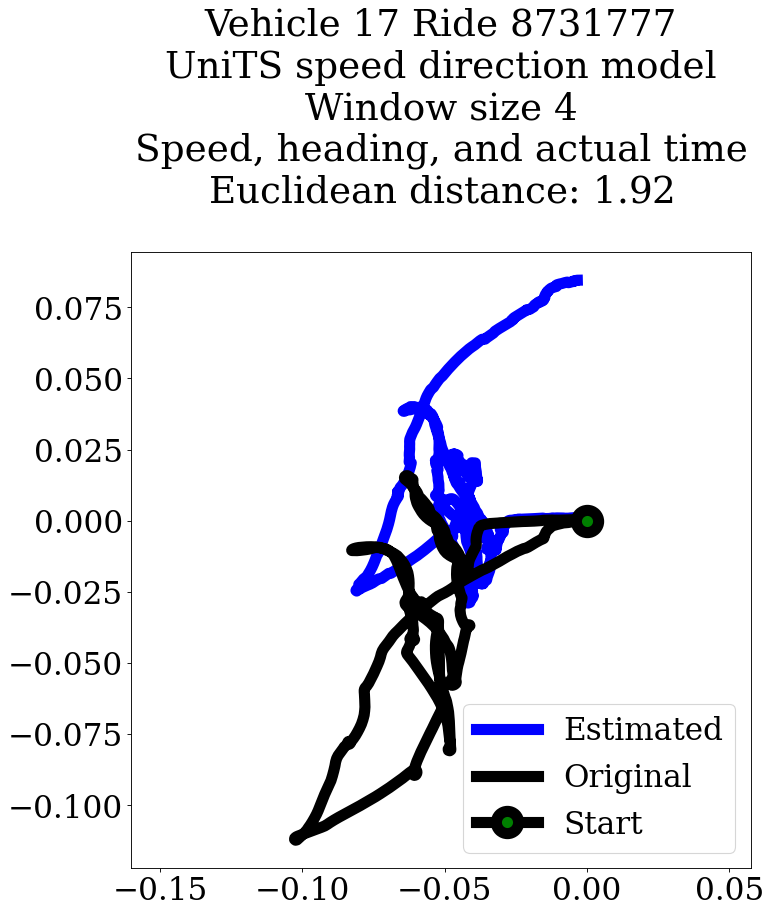 Vehicle 17 Ride 8731777
UniTS speed direction model
Window size 4
Speed, heading, and actual time
Euclidean distance: 1.92
0.075
0.050
0.025
0.000
−0.025
−0.050
−0.075
−0.100
Estimated
Original
Start
−0.15
−0.10
−0.05
0.00
0.05